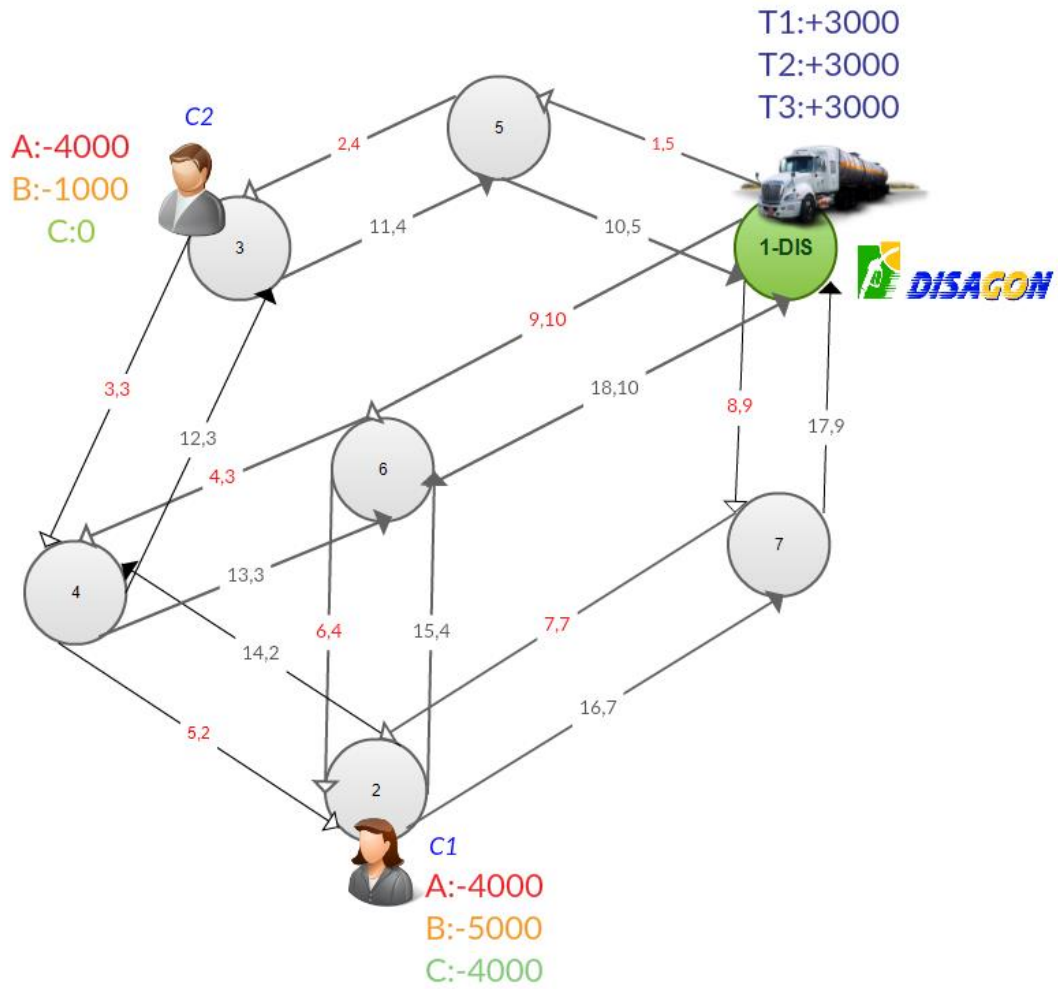 T1:+3000
T2:+3000
T3:+3000
C2
A:-4000
B:-1000
C:0
5
2,4
1,5
3
11,4
10,5
1-DIS
DISAGON
9,10
3,3
18,10
8,9
12,3
17,9
6
4,3
7
4
13,3
6,4
15,4
7,7
14,2
16,7
5,2
2
C1
A:-4000
B:-5000
C:-4000